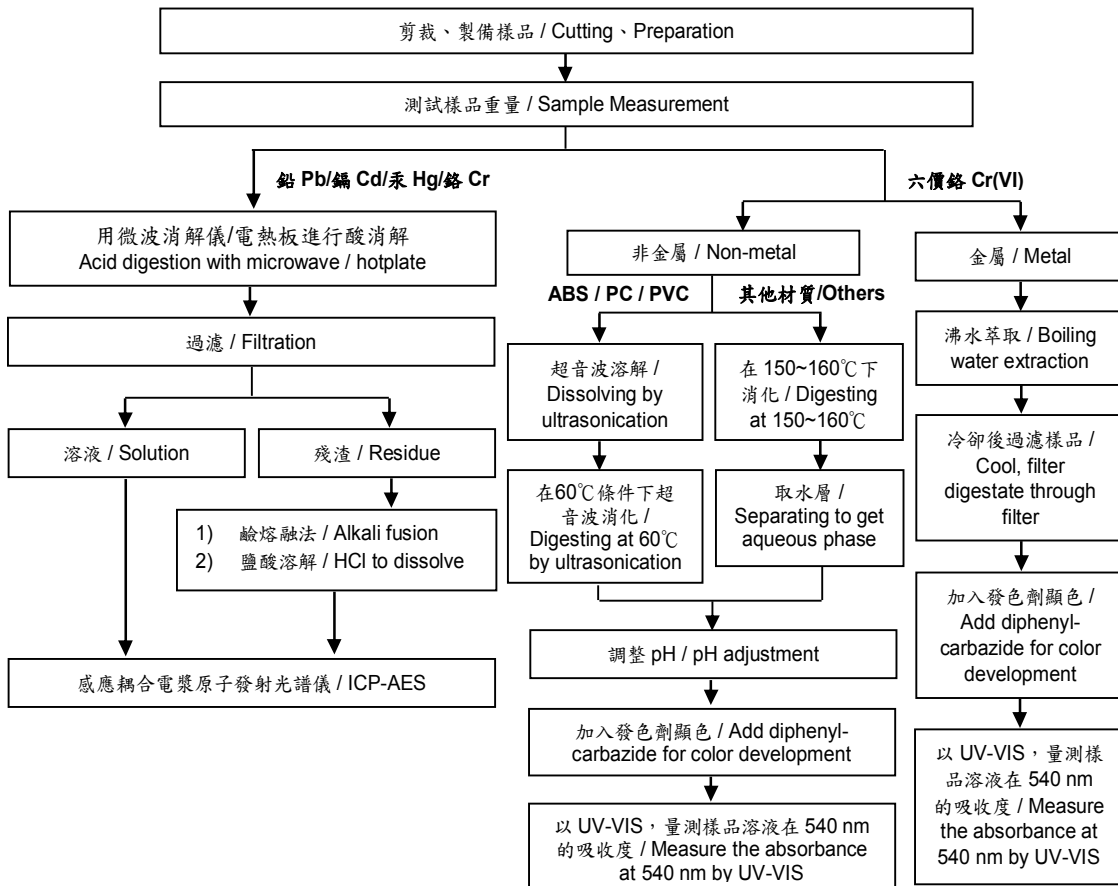 剪裁、製備樣品 / Cutting、Preparation
測試樣品重量 / Sample Measurement
鉛 Pb/鎘 Cd/汞 Hg/鉻 Cr
六價鉻 Cr(VI)
用微波消解儀/電熱板進行酸消解
Acid digestion with microwave / hotplate
過濾 / Filtration
溶液 / Solution
殘渣 / Residue
1) 鹼熔融法 / Alkali fusion
2) 鹽酸溶解 / HCl to dissolve
感應耦合電漿原子發射光譜儀 / ICP-AES
非金屬 / Non-metal
ABS / PC / PVC
其他材質/Others
超音波溶解 /
Dissolving by
ultrasonication
在60℃條件下超
音波消化 /
Digesting at 60℃
by ultrasonication
在 150~160℃下
消化 / Digesting
at 150~160℃
取水層 /
Separating to get
aqueous phase
調整 pH / pH adjustment
加入發色劑顯色 / Add diphenyl-
carbazide for color development
以 UV-VIS，量測樣品溶液在 540 nm
的吸收度 / Measure the absorbance
at 540 nm by UV-VIS
金屬 / Metal
沸水萃取 / Boiling
water extraction
冷卻後過濾樣品 /
Cool, filter
digestate through
filter
加入發色劑顯色 /
Add diphenyl-
carbazide for color
development
以 UV-VIS，量測樣
品溶液在 540 nm
的吸收度 / Measure
the absorbance at
540 nm by UV-VIS